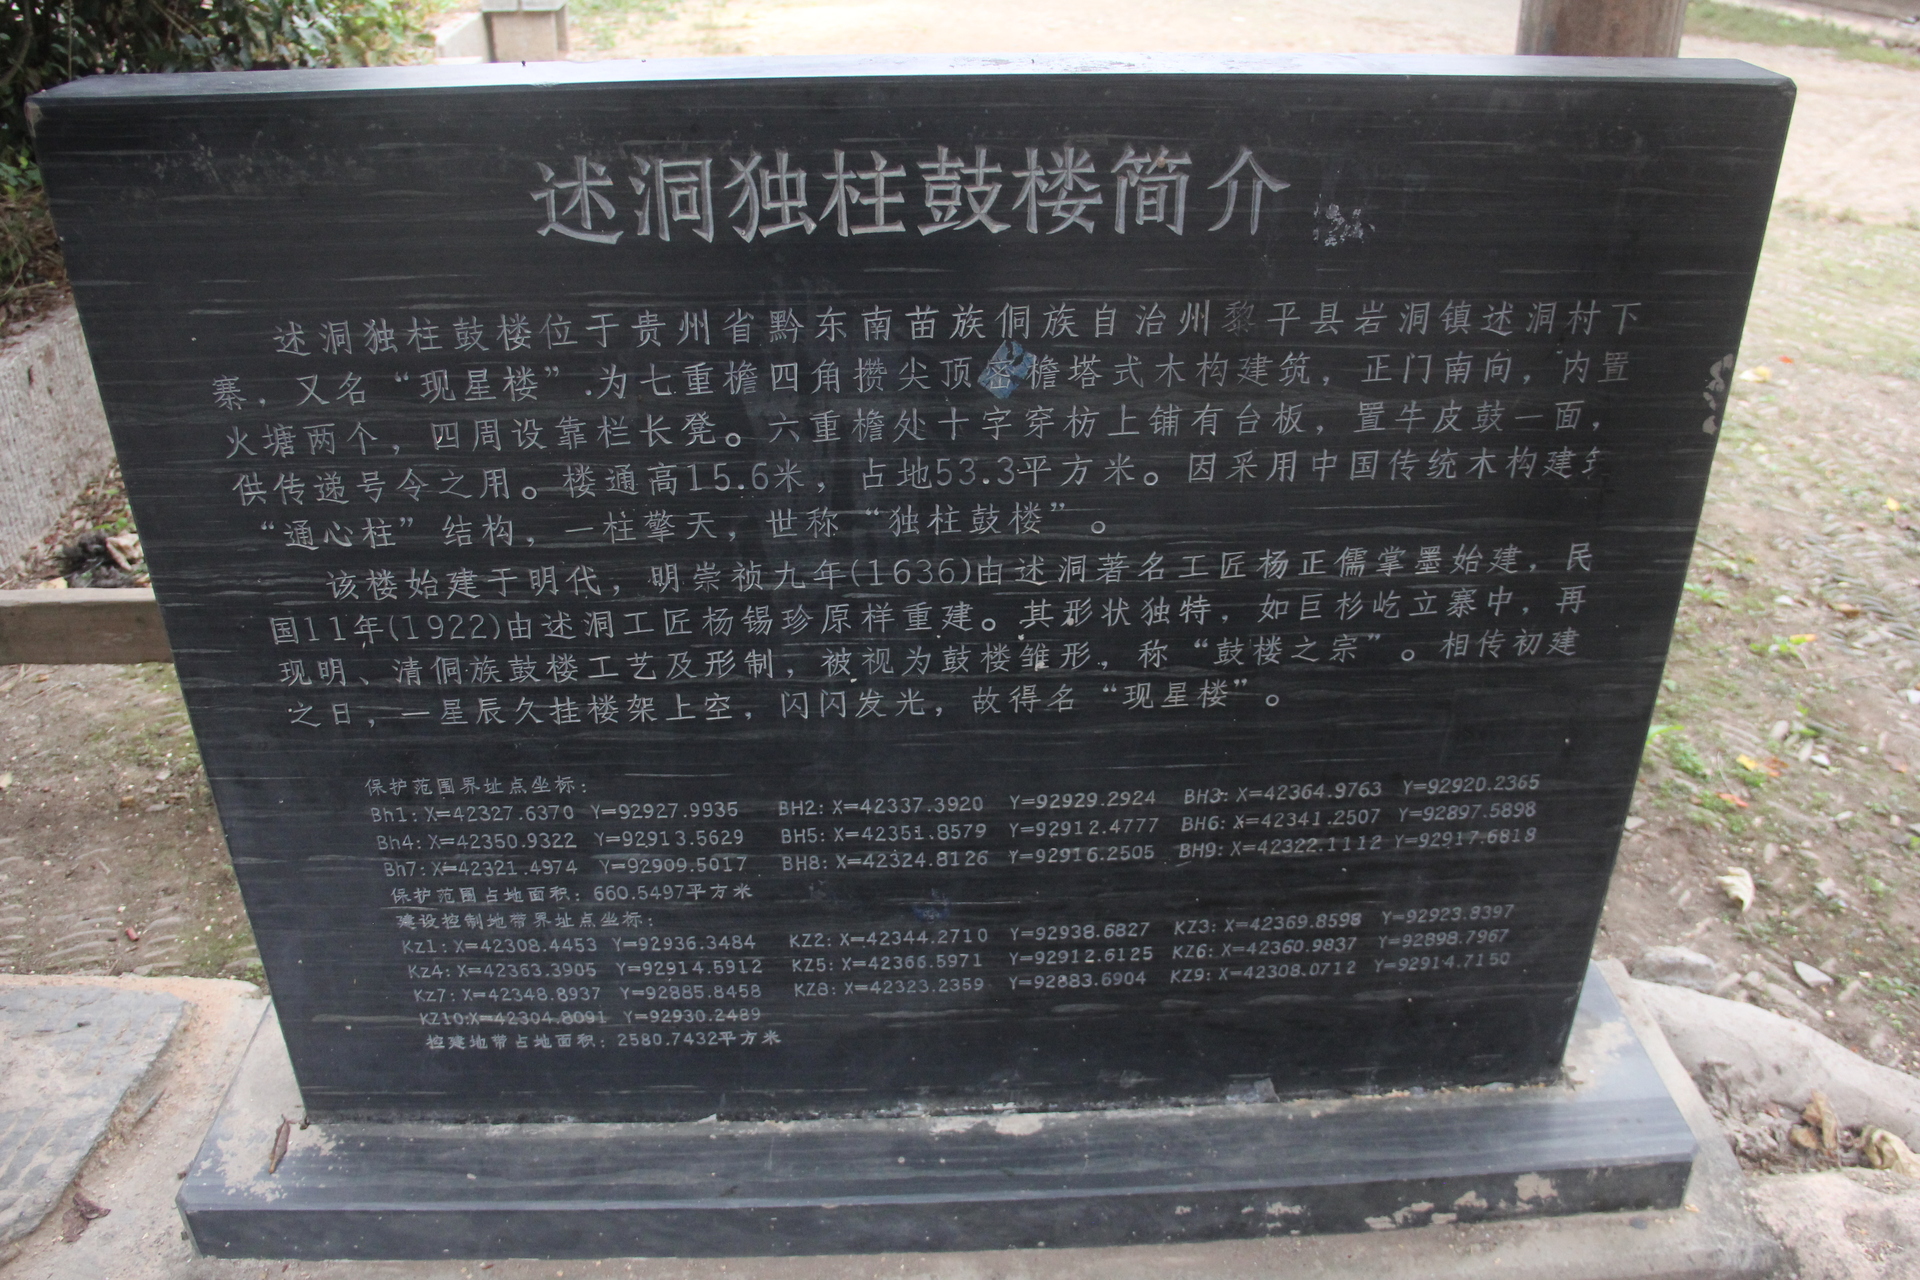 述洞独柱鼓楼简介
述洞独柱鼓楼位于贵州省黔东南苗族侗族自治州黎平县岩洞镇述洞村下
寨，又名“现星楼”.为七重檐四角攒尖顶密檐塔式木构建筑，正门南向，内置
火塘两个，四周设靠栏长凳。六重檐处十字穿枋上铺有台板，置牛皮鼓一面，
供传递号令之用。楼通高15.6米，占地53.3平方米。因采用中国传统木构建筑
“通心柱”结构，一柱擎天，世称“独柱鼓楼”。
该楼始建于明代，明崇祯九年(1636)由述洞著名工匠杨正儒掌墨始建，民
国11年(1922)由述洞工匠杨锡珍原样重建。其形状独特，如巨杉屹立寨中，再
现明、清侗族鼓楼工艺及形制，被视为鼓楼雏形，称“鼓楼之宗”。相传初建
之日，一星辰久挂楼架上空，闪闪发光，故得名“现星楼”。
保护范围界址点坐标：
Bh1: X=42327.6370 Y=92927.9935 BH2: X=42337.3920 Y=92929.2924 BH3: X=42364.9763 Y=92920.2365
Bh4: X=42350.9322 Y=92913.5629 BH5: X=42351.8579 Y=92912.4777 BH6: X=42341.2507 Y=92897.5898
Bh7: X=42321.4974 Y=92909.5017 BH8: X=42324.8126 Y=92916.2505 BH9: X=42322.1112 Y=92917.6818
保护范围占地面积：660.5497平方米
建设控制地带界址点坐标：
Kz1: X=42308.4453 Y=92936.3484 KZ2: X=42344.2710 Y=92938.6827 KZ3: X=42369.8598 Y=92923.8397
Kz4: X=42363.3905 Y=92914.5912 KZ5: X=42366.5971 Y=92912.6125 KZ6: X=42360.9837 Y=92898.7967
Kz7: X=42348.8937 Y=92885.8458 KZ8: X=42323.2359 Y=92883.6904 KZ9: X=42308.0712 Y=92914.7150
KZ10:X=42304.8091 Y=92930.2489
控建地带占地面积：2580.7432平方米